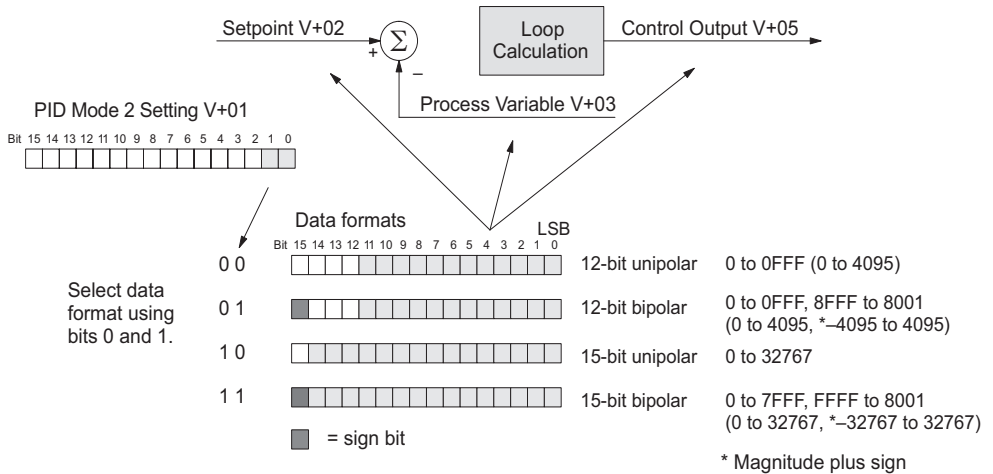 Setpoint V+02
+
Σ
−
Loop
Calculation
Control Output V+05
Process Variable V+03
PID Mode 2 Setting V+01
Bit 15 14 13 12 11 10 9 8 7 6 5 4 3 2 1 0
Data formats
LSB
Bit 15 14 13 12 11 10 9 8 7 6 5 4 3 2 1 0
0 0
12-bit unipolar
0 to 0FFF (0 to 4095)
Select data
format using
bits 0 and 1.
0 1
12-bit bipolar
0 to 0FFF, 8FFF to 8001
(0 to 4095, *–4095 to 4095)
1 0
15-bit unipolar
0 to 32767
1 1
15-bit bipolar
0 to 7FFF, FFFF to 8001
(0 to 32767, *–32767 to 32767)
= sign bit
* Magnitude plus sign